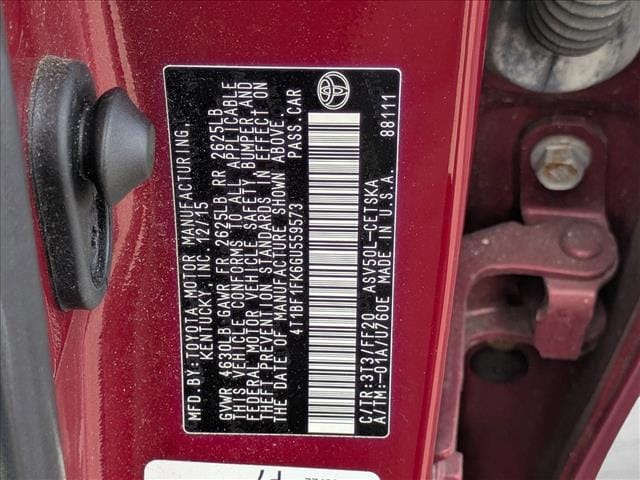 MFD. BY: TOYOTA MOTOR MANUFACTURING,
KENTUCKY, INC. 12/15
GVWR 4630LB GAWR FR 2625LB RR 2625LB
THIS VEHICLE CONFORMS TO ALL APPLICABLE
FEDERAL MOTOR VEHICLE SAFETY, BUMPER, AND
THEFT PREVENTION STANDARDS IN EFFECT ON
THE DATE OF MANUFACTURE SHOWN ABOVE.
4T1BF1FK6GU559573 PASS. CAR
C/TR:3T3/FF20 ASV50L-CETSKA
A/TM:-01A/U760E MADE IN U.S.A.
88111